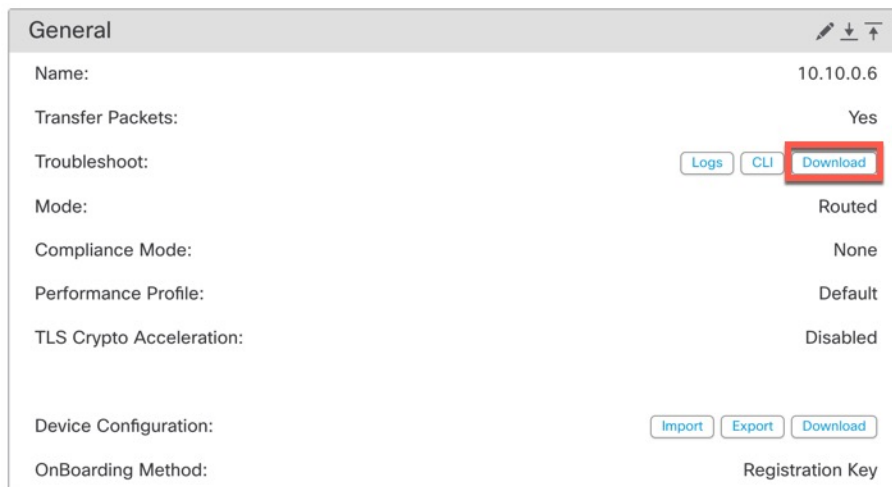 General
Name: 10.10.0.6
Transfer Packets: Yes
Troubleshoot: Logs CLI Download
Mode: Routed
Compliance Mode: None
Performance Profile: Default
TLS Crypto Acceleration: Disabled
Device Configuration: Import Export Download
OnBoarding Method: Registration Key